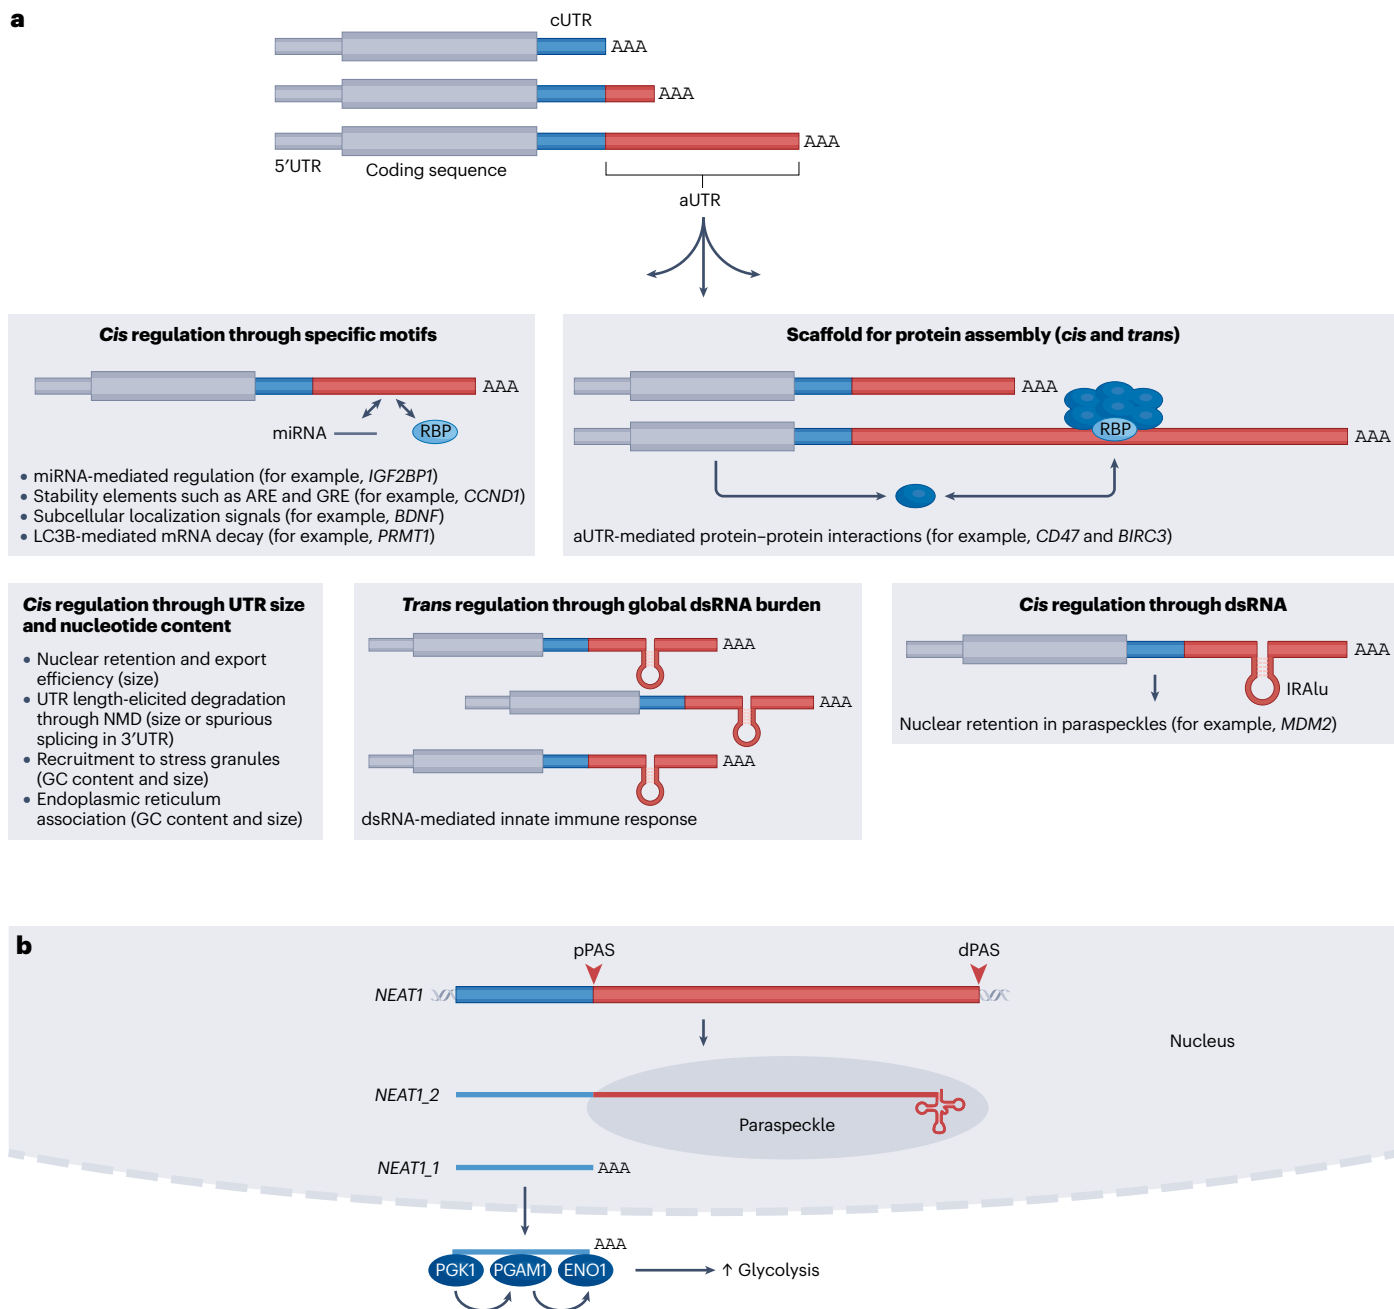 a
cUTR
AAA
AAA
AAA
5′UTR
Coding sequence
aUTR
Cis regulation through specific motifs
AAA
miRNA
RBP
• miRNA-mediated regulation (for example, IGF2BP1)
• Stability elements such as ARE and GRE (for example, CCND1)
• Subcellular localization signals (for example, BDNF)
• LC3B-mediated mRNA decay (for example, PRMT1)
Scaffold for protein assembly (cis and trans)
AAA
RBP
AAA
aUTR-mediated protein–protein interactions (for example, CD47 and BIRC3)
Cis regulation through UTR size
and nucleotide content
• Nuclear retention and export
efficiency (size)
• UTR length-elicited degradation
through NMD (size or spurious
splicing in 3′UTR)
• Recruitment to stress granules
(GC content and size)
• Endoplasmic reticulum
association (GC content and size)
Trans regulation through global dsRNA burden
AAA
AAA
AAA
dsRNA-mediated innate immune response
Cis regulation through dsRNA
AAA
IRAlu
Nuclear retention in paraspeckles (for example, MDM2)
b
pPAS
dPAS
NEAT1
Nucleus
NEAT1_2
Paraspeckle
NEAT1_1
AAA
AAA
PGK1
PGAM1
ENO1
↑ Glycolysis